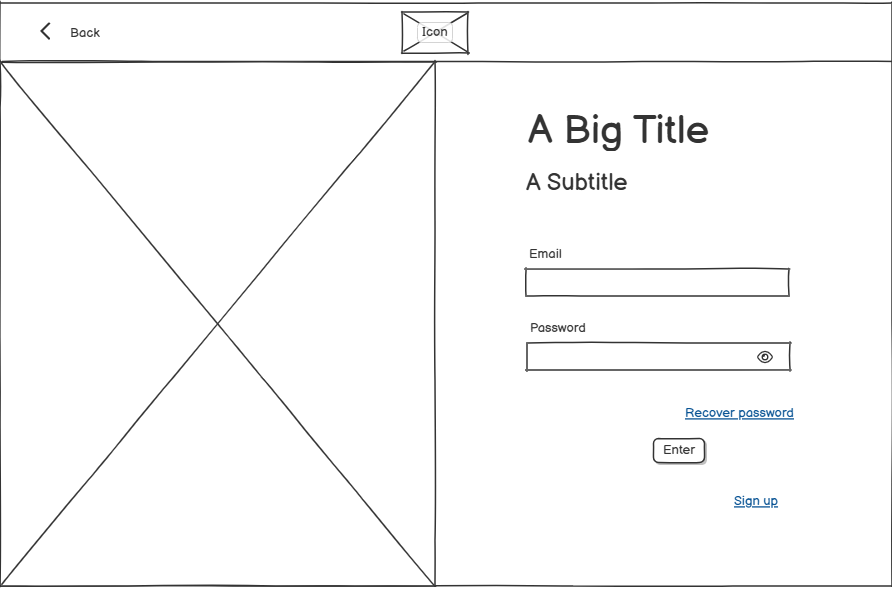 Back
Icon
A Big Title
A Subtitle
Email
Password
Recover password
Enter
Sign up